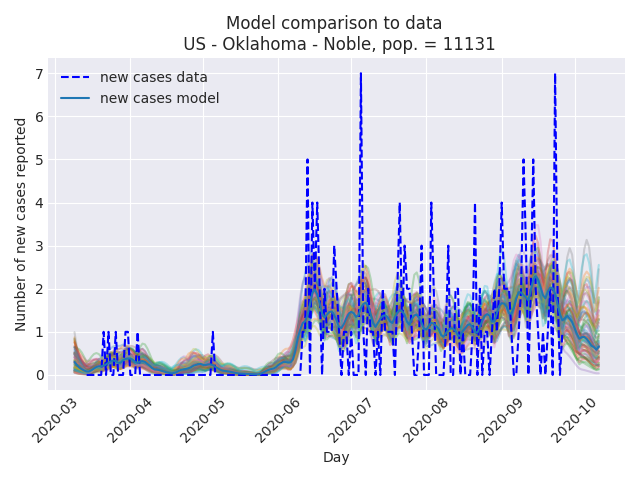 Model comparison to data
US - Oklahoma - Noble, pop. = 11131
new cases data
new cases model
Number of new cases reported
7
6
5
4
3
2
1
0
2020-03
2020-04
2020-05
2020-06
2020-07
2020-08
2020-09
2020-10
Day